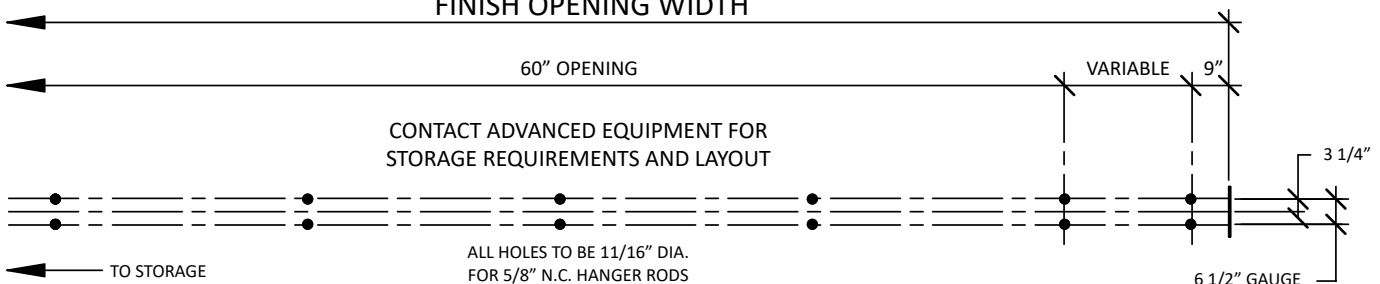 FINISH OPENING WIDTH
60” OPENING
VARIABLE
9”
CONTACT ADVANCED EQUIPMENT FOR
STORAGE REQUIREMENTS AND LAYOUT
3 1/4”
ALL HOLES TO BE 11/16” DIA.
FOR 5/8” N.C. HANGER RODS
TO STORAGE
6 1/2” GAUGE